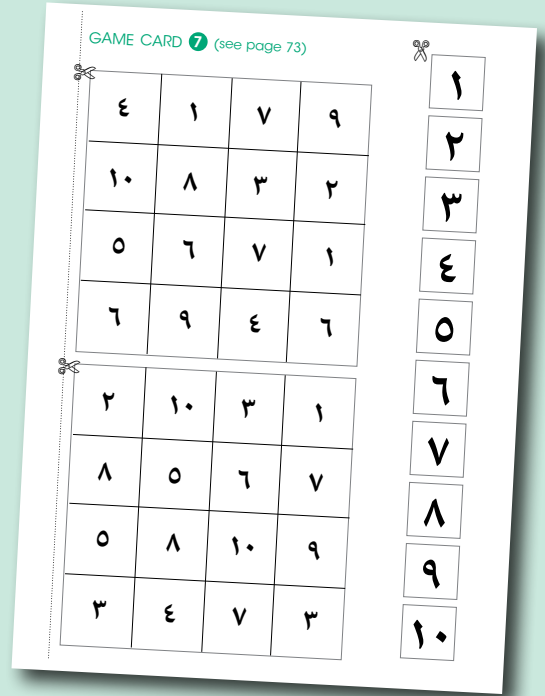 GAME CARD 7 (see page 73)
٤ ١ ٧ ٩
١٠ ٨ ٣ ٢
٥ ٦ ٧ ١
٦ ٩ ٤ ٦
٢ ١٠ ٣ ١
٨ ٥ ٦ ٧
٥ ٨ ١٠ ٩
٣ ٤ ٧ ٣
١
٢
٣
٤
٥
٦
٧
٨
٩
١٠